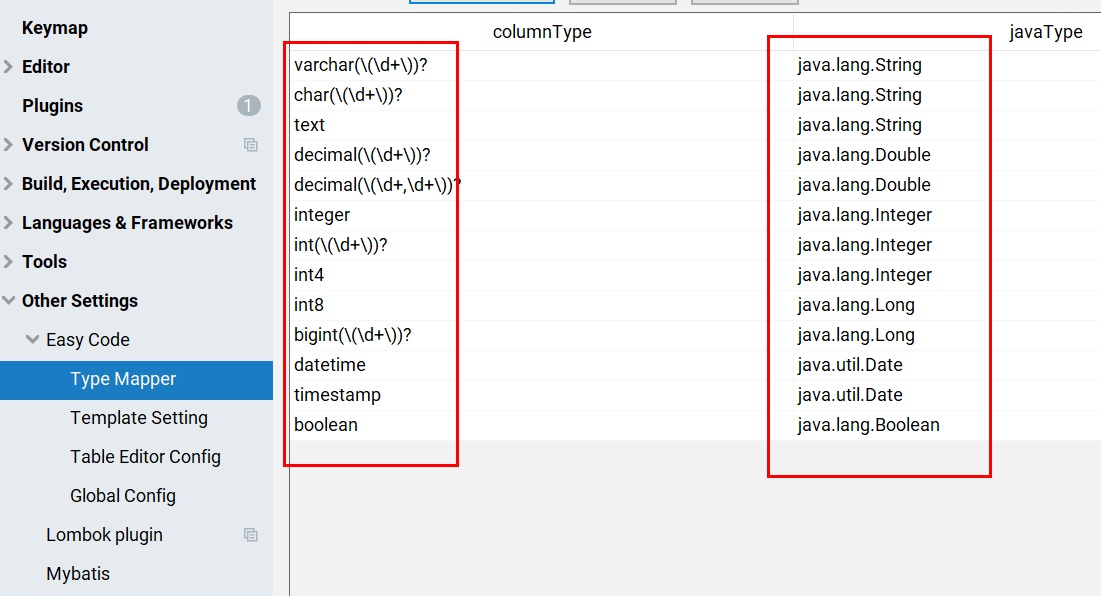 Keymap
Editor
Plugins 1
Version Control
Build, Execution, Deployment
Languages & Frameworks
Tools
Other Settings
Easy Code
Type Mapper
Template Setting
Table Editor Config
Global Config
Lombok plugin
Mybatis
columnType javaType
varchar(\(\d+\))? java.lang.String
char(\(\d+\))? java.lang.String
text java.lang.String
decimal(\(\d+\))? java.lang.Double
decimal(\(\d+,\d+\))? java.lang.Double
integer java.lang.Integer
int(\(\d+\))? java.lang.Integer
int4 java.lang.Integer
int8 java.lang.Long
bigint(\(\d+\))? java.lang.Long
datetime java.util.Date
timestamp java.util.Date
boolean java.lang.Boolean